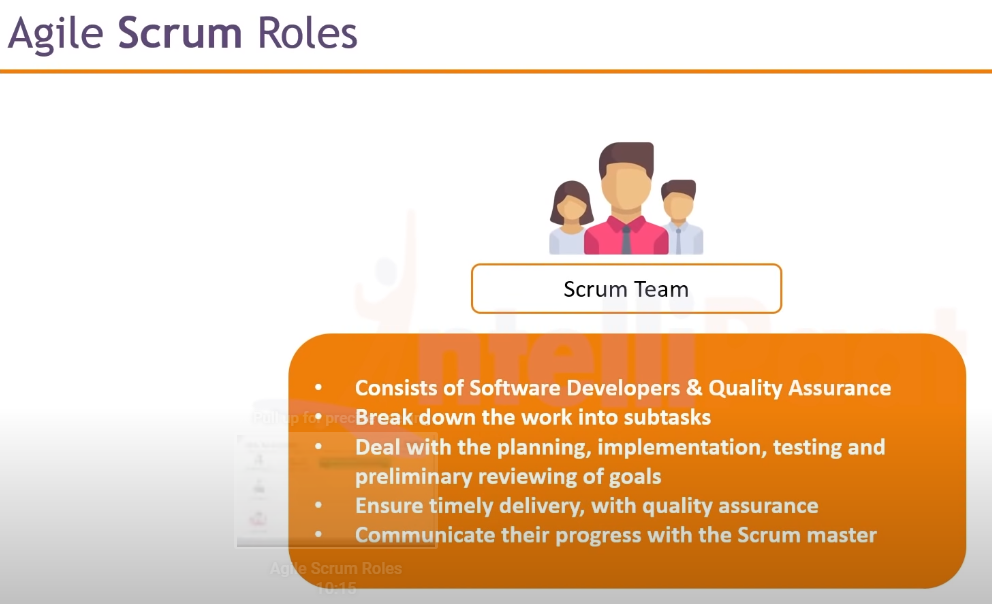 Agile Scrum Roles
Scrum Team
• Consists of Software Developers & Quality Assurance
• Break down the work into subtasks
• Deal with the planning, implementation, testing and
preliminary reviewing of goals
• Ensure timely delivery, with quality assurance
• Communicate their progress with the Scrum master
Agile Scrum Roles
10:15